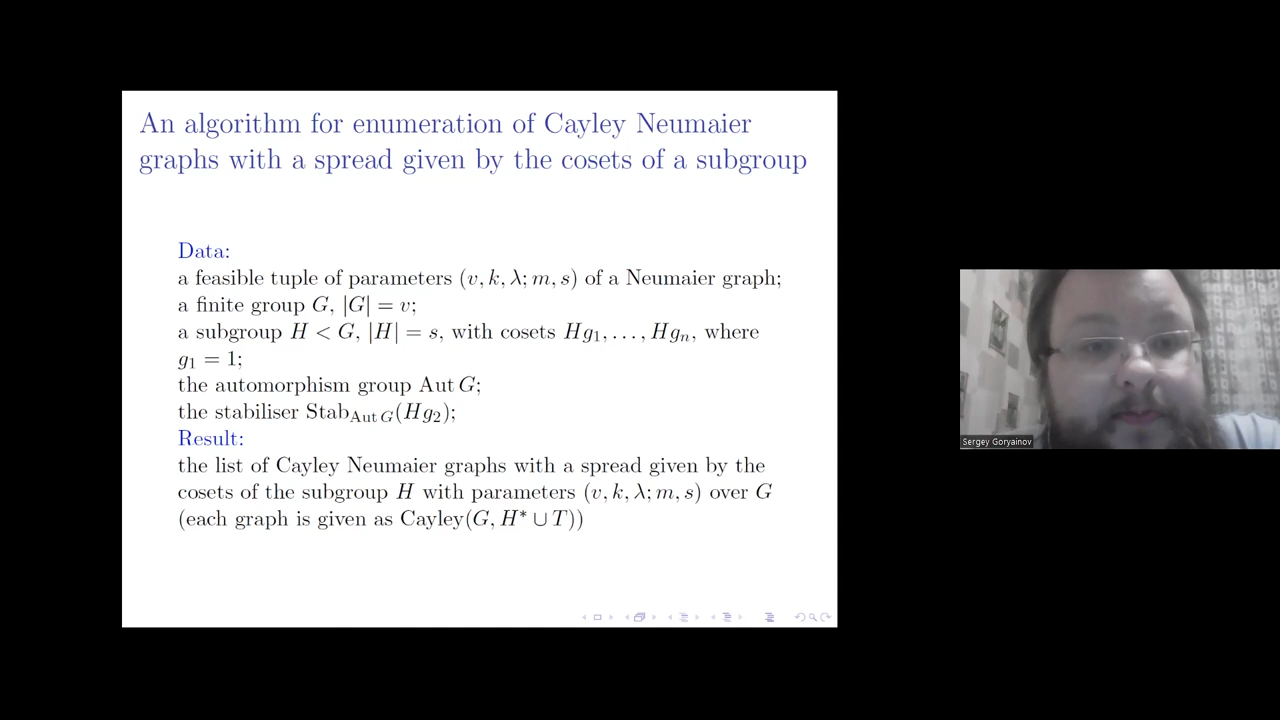 An algorithm for enumeration of Cayley Neumaier
graphs with a spread given by the cosets of a subgroup
Data:
a feasible tuple of parameters (v, k, λ; m, s) of a Neumaier graph;
a finite group G, |G| = v;
a subgroup H < G, |H| = s, with cosets Hg₁, . . . , Hgₙ, where
g₁ = 1;
the automorphism group Aut G;
the stabiliser Stab_{Aut G}(Hg₂);
Result:
the list of Cayley Neumaier graphs with a spread given by the
cosets of the subgroup H with parameters (v, k, λ; m, s) over G
(each graph is given as Cayley(G, H* ∪ T))
Sergey Goryainov